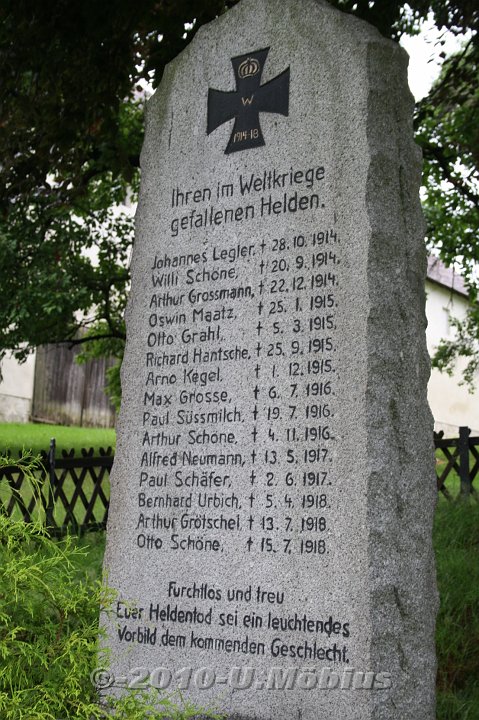 W
1914-18
Ihren im Weltkriege
gefallenen Helden.
Johannes Legler, † 28. 10. 1914.
Willi Schöne, † 20. 9. 1914.
Arthur Grossmann, † 22. 12. 1914.
Oswin Maatz, † 25. 1. 1915.
Otto Grahl, † 5. 3. 1915.
Richard Hantsche, † 25. 9. 1915.
Arno Kegel, † 1. 12. 1915.
Max Grosse, † 6. 7. 1916.
Paul Süssmilch, † 19. 7. 1916.
Arthur Schöne, † 4. 11. 1916.
Alfred Neumann, † 13. 5. 1917.
Paul Schäfer, † 2. 6. 1917.
Bernhard Urbich, † 5. 4. 1918.
Arthur Grötschel, † 13. 7. 1918.
Otto Schöne, † 15. 7. 1918.
Furchtlos und treu
Euer Heldentod sei ein leuchtendes
Vorbild dem kommenden Geschlecht.
©-2010-U.Möbius